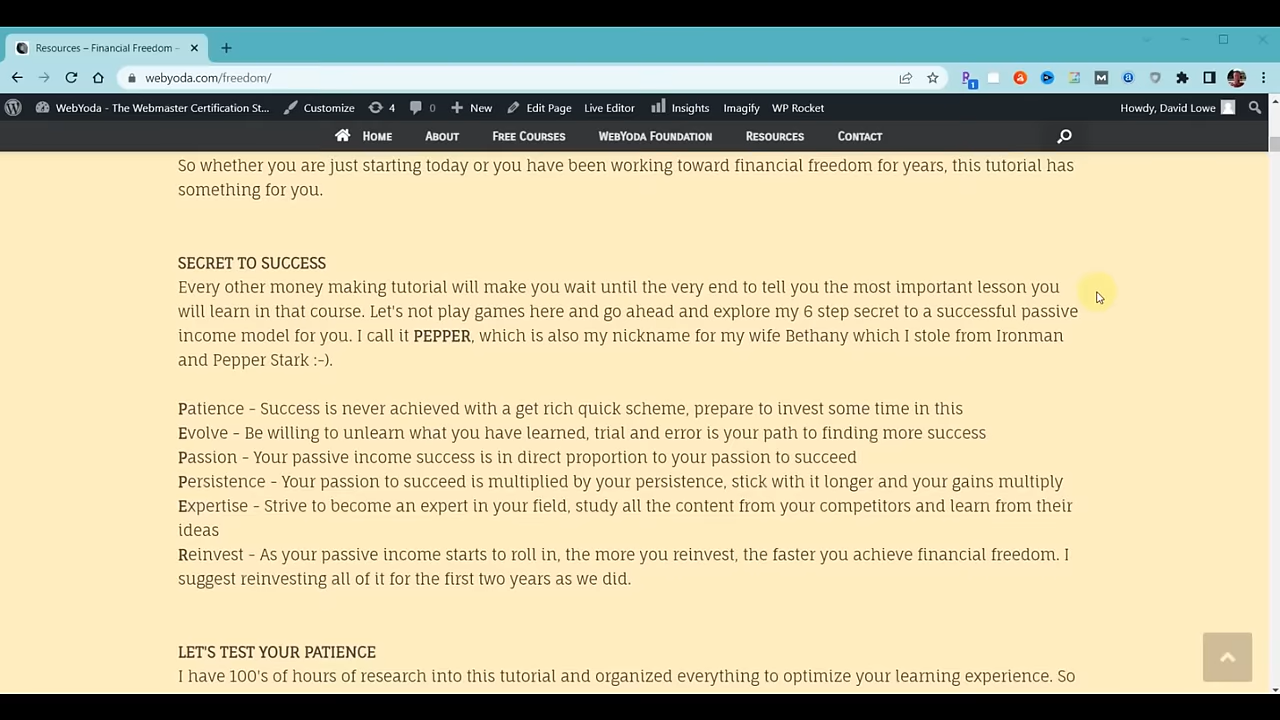 Resources – Financial Freedom -
webyoda.com/freedom/
1
WebYoda - The Webmaster Certification St... Customize 4 0 New Edit Page Live Editor Insights Imagify WP Rocket Howdy, David Lowe
HOME ABOUT FREE COURSES WEBYODA FOUNDATION RESOURCES CONTACT
So whether you are just starting today or you have been working toward financial freedom for years, this tutorial has
something for you.
SECRET TO SUCCESS
Every other money making tutorial will make you wait until the very end to tell you the most important lesson you
will learn in that course. Let's not play games here and go ahead and explore my 6 step secret to a successful passive
income model for you. I call it PEPPER, which is also my nickname for my wife Bethany which I stole from Ironman
and Pepper Stark :-).
Patience - Success is never achieved with a get rich quick scheme, prepare to invest some time in this
Evolve - Be willing to unlearn what you have learned, trial and error is your path to finding more success
Passion - Your passive income success is in direct proportion to your passion to succeed
Persistence - Your passion to succeed is multiplied by your persistence, stick with it longer and your gains multiply
Expertise - Strive to become an expert in your field, study all the content from your competitors and learn from their
ideas
Reinvest - As your passive income starts to roll in, the more you reinvest, the faster you achieve financial freedom. I
suggest reinvesting all of it for the first two years as we did.
LET'S TEST YOUR PATIENCE
I have 100's of hours of research into this tutorial and organized everything to optimize your learning experience. So